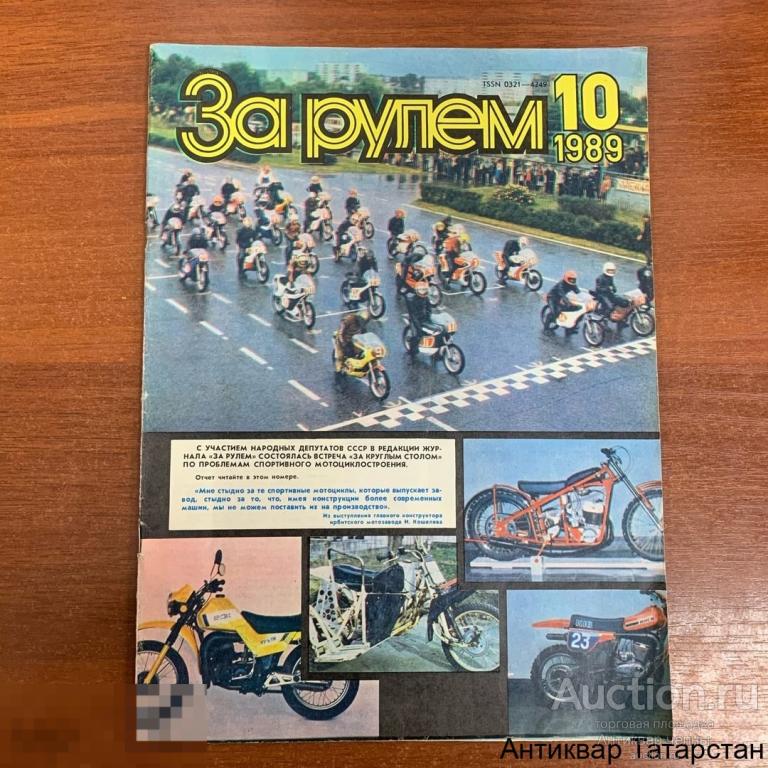 ISSN 0321—4249
За рулем
10
1989
С УЧАСТИЕМ НАРОДНЫХ ДЕПУТАТОВ СССР В РЕДАКЦИИ ЖУР-
НАЛА «ЗА РУЛЕМ» СОСТОЯЛАСЬ ВСТРЕЧА «ЗА КРУГЛЫМ СТОЛОМ»
ПО ПРОБЛЕМАМ СПОРТИВНОГО МОТОЦИКЛОСТРОЕНИЯ.
Отчет читайте в этом номере.
«Мне стыдно за те спортивные мотоциклы, которые выпускает за-
вод, стыдно за то, что, имея конструкции более современных
машин, мы не можем поставить их на производство».
Из выступления главного конструктора
ирбитского мотозавода И. Кошелева
23
Auction.ru
торговая площадка
Антиквар
Антиквар Татарстан